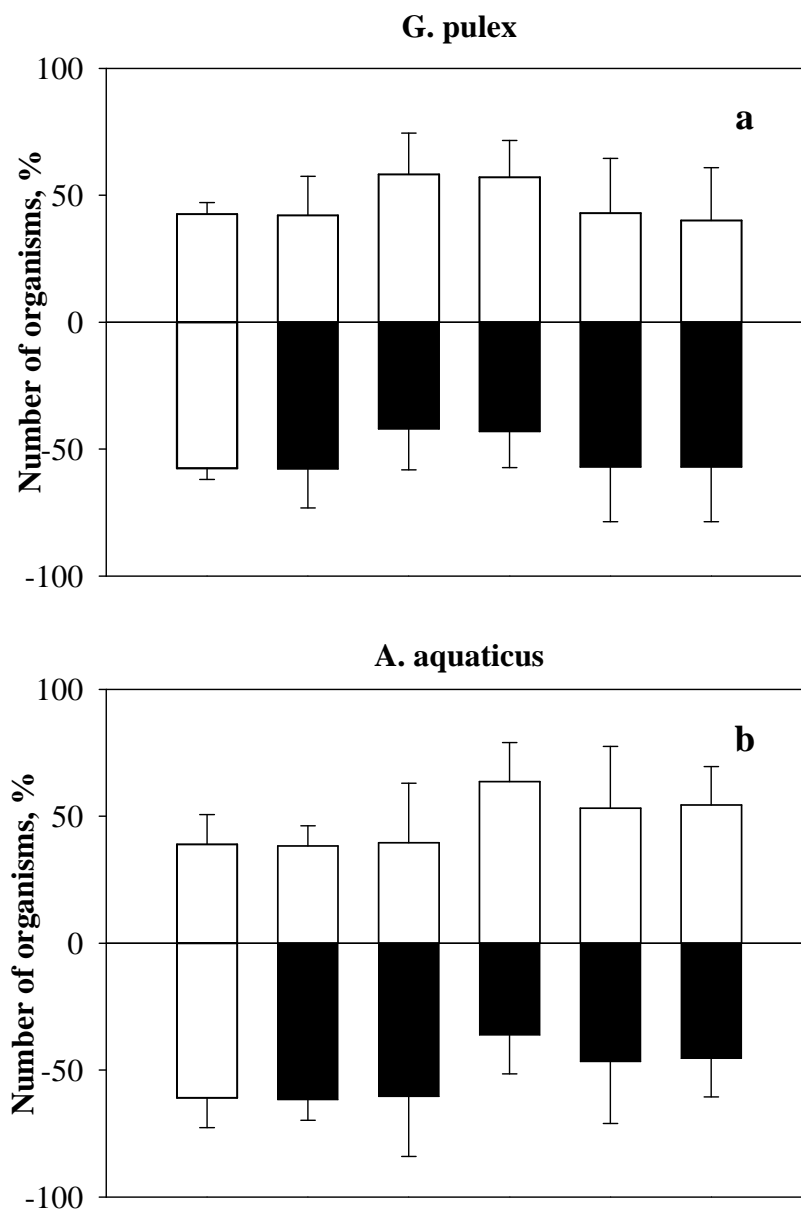 G. pulex
100
a
50
0
-50
-100
Number of organisms, %
A. aquaticus
100
b
50
0
-50
-100
Number of organisms, %